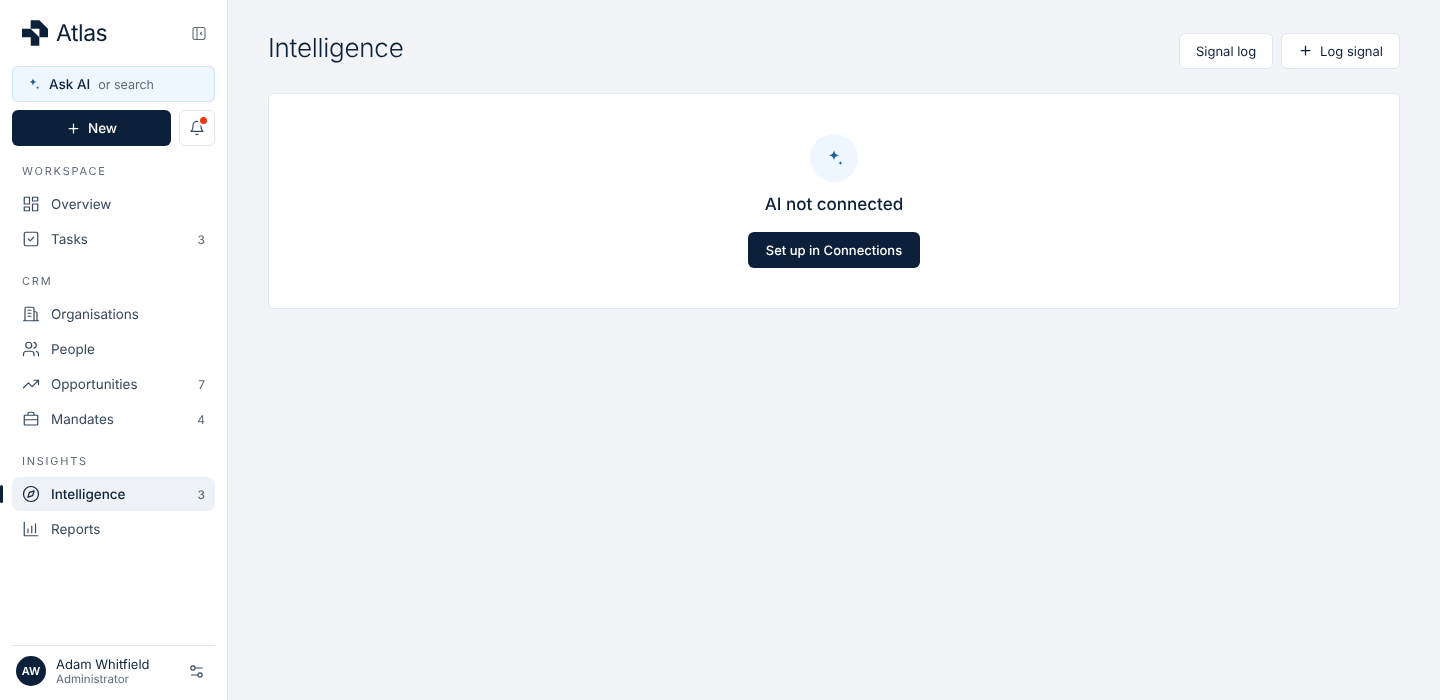 Atlas
Ask AI or search
New
WORKSPACE
Overview
Tasks 3
CRM
Organisations
People
Opportunities 7
Mandates 4
INSIGHTS
Intelligence 3
Reports
AW
Adam Whitfield
Administrator
Intelligence
Signal log
Log signal
AI not connected
Set up in Connections